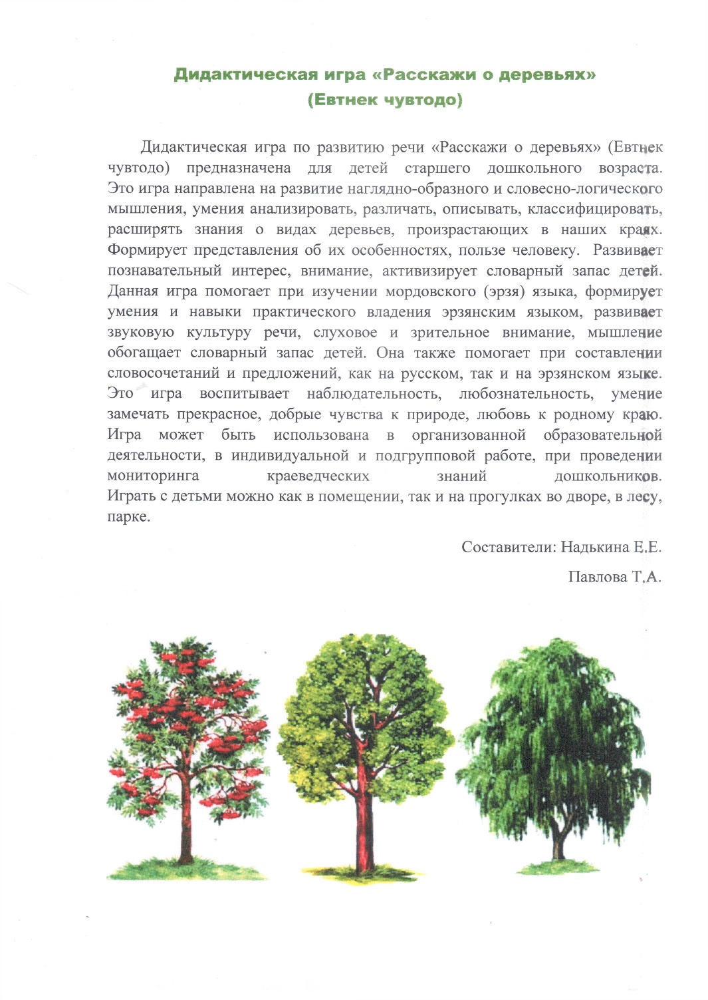 Дидактическая игра «Расскажи о деревьях»
(Евтнек чувтодо)
Дидактическая игра по развитию речи «Расскажи о деревьях» (Евтнек
чувтодо) предназначена для детей старшего дошкольного возраста.
Это игра направлена на развитие наглядно-образного и словесно-логического
мышления, умения анализировать, различать, описывать, классифицировать,
расширять знания о видах деревьев, произрастающих в наших краях.
Формирует представления об их особенностях, пользе человеку. Развивает
познавательный интерес, внимание, активизирует словарный запас детей.
Данная игра помогает при изучении мордовского (эрзя) языка, формирует
умения и навыки практического владения эрзянским языком, развивает
звуковую культуру речи, слуховое и зрительное внимание, мышление
обогащает словарный запас детей. Она также помогает при составлении
словосочетаний и предложений, как на русском, так и на эрзянском языке.
Это игра воспитывает наблюдательность, любознательность, умение
замечать прекрасное, добрые чувства к природе, любовь к родному краю.
Игра может быть использована в организованной образовательной
деятельности, в индивидуальной и подгрупповой работе, при проведении
мониторинга краеведческих знаний дошкольников.
Играть с детьми можно как в помещении, так и на прогулках во дворе, в лесу,
парке.
Составители: Надькина Е.Е.
Павлова Т.А.